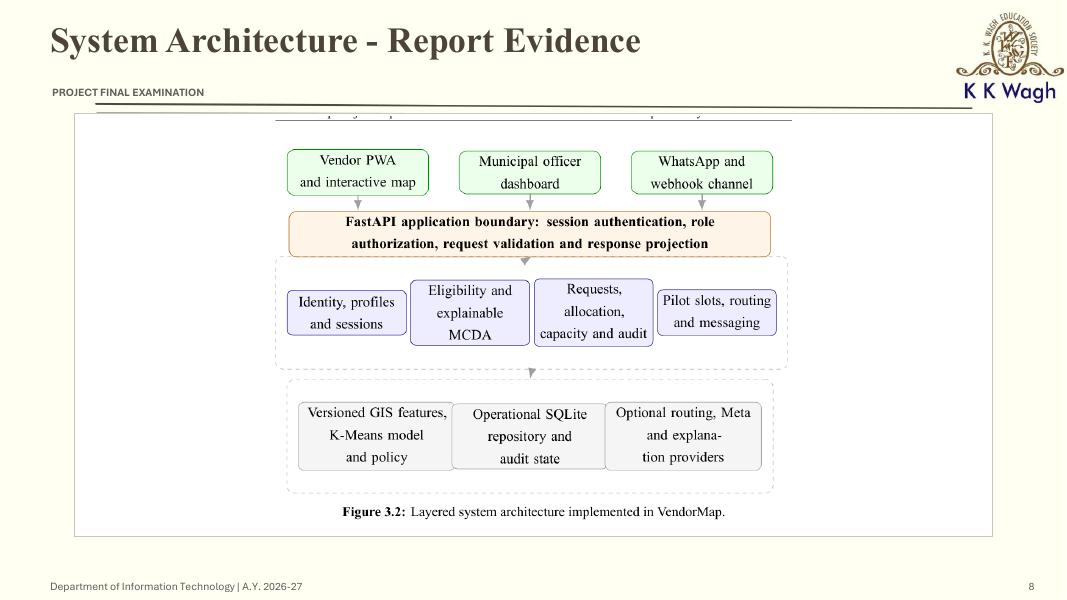 System Architecture - Report Evidence
K. K. WAGH EDUCATION SOCIETY
K K Wagh
PROJECT FINAL EXAMINATION
Vendor PWA
and interactive map
Municipal officer
dashboard
WhatsApp and
webhook channel
FastAPI application boundary: session authentication, role
authorization, request validation and response projection
Identity, profiles
and sessions
Eligibility and
explainable
MCDA
Requests,
allocation,
capacity and audit
Pilot slots, routing
and messaging
Versioned GIS features,
K-Means model
and policy
Operational SQLite
repository and
audit state
Optional routing, Meta
and explana-
tion providers
Figure 3.2: Layered system architecture implemented in VendorMap.
Department of Information Technology | A.Y. 2026-27
8